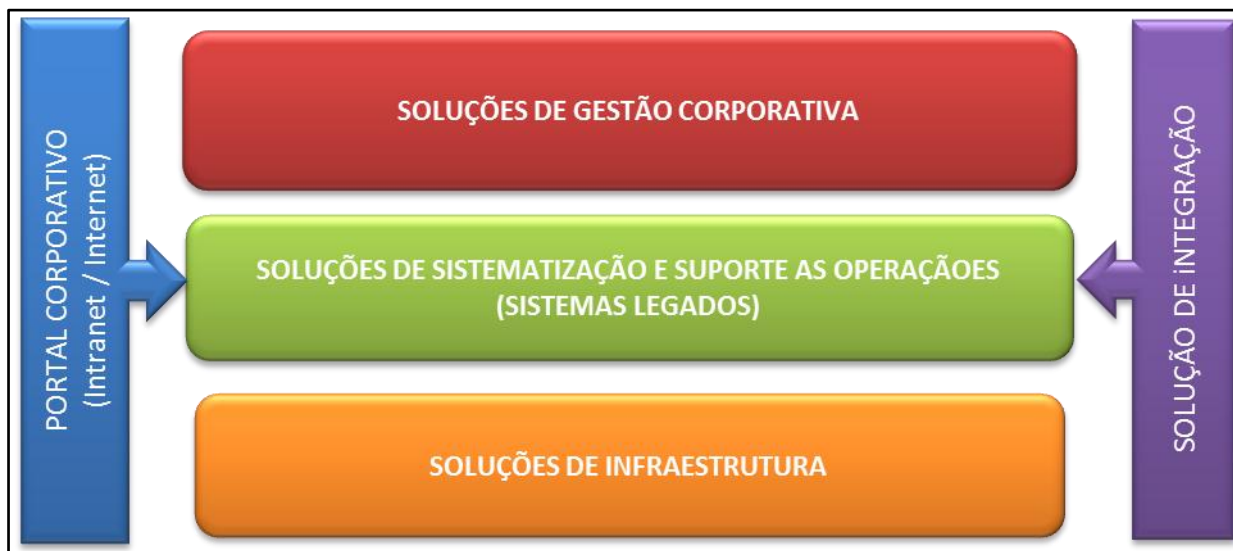 PORTAL CORPORATIVO
(Intranet / Internet)
SOLUÇÕES DE GESTÃO CORPORATIVA
SOLUÇÕES DE SISTEMATIZAÇÃO E SUPORTE AS OPERAÇÃOES
(SISTEMAS LEGADOS)
SOLUÇÕES DE INFRAESTRUTURA
SOLUÇÃO DE iNTEGRAÇÃO